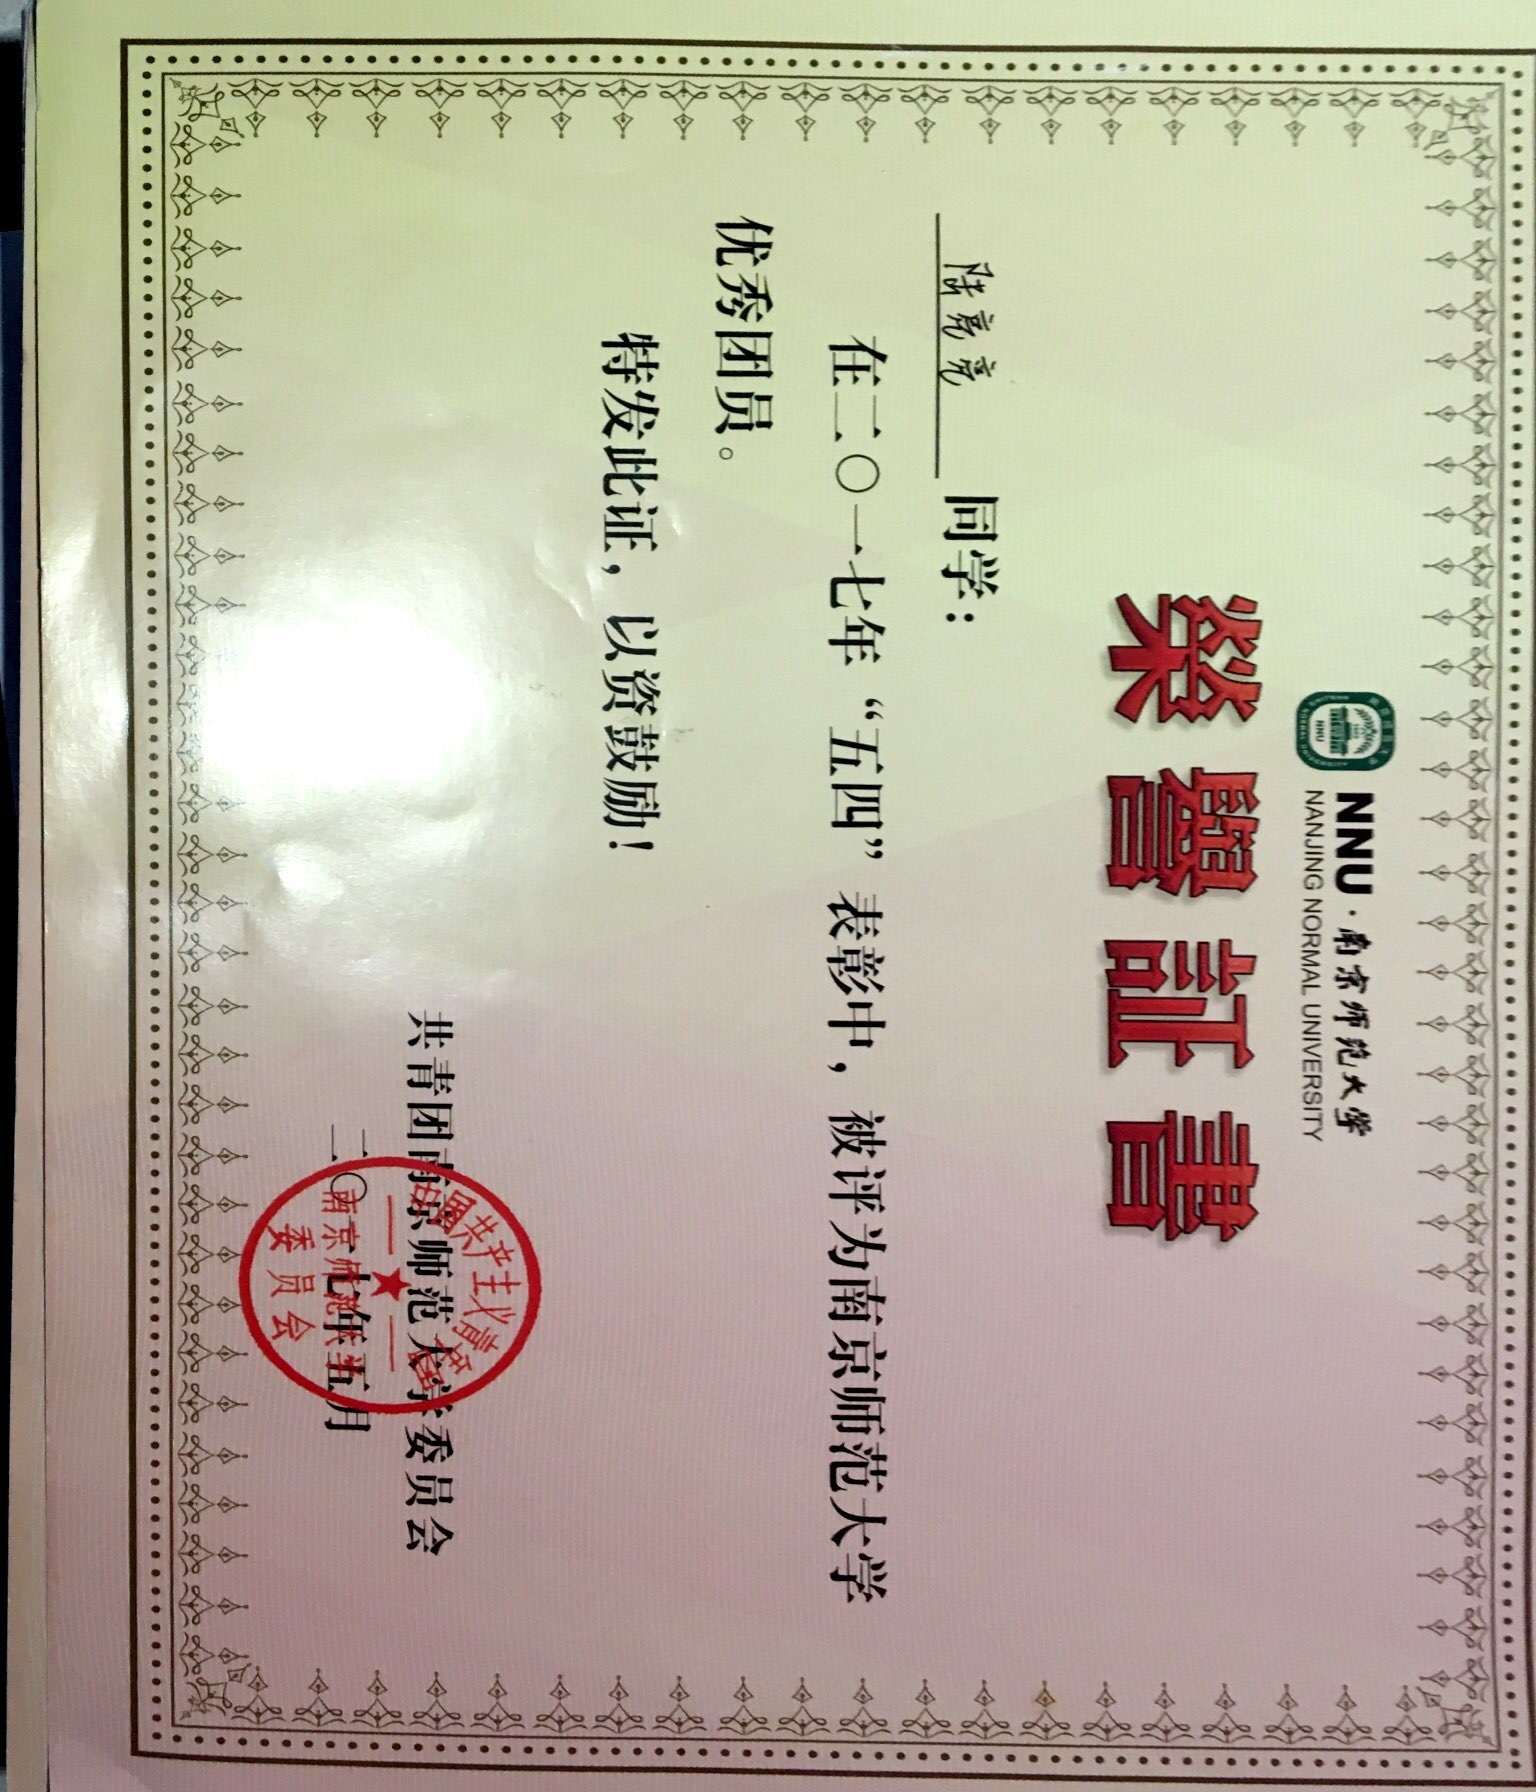 NNU·南京师范大学
NANJING NORMAL UNIVERSITY
榮譽証書
陆亮亮 同学：
在二〇一七年“五四”表彰中，被评为南京师范大学
优秀团员。
特发此证，以资鼓励！
共青团南京师范大学委员会
二〇一七年五月
中国共产主义青年团
南京师范大学
委员会